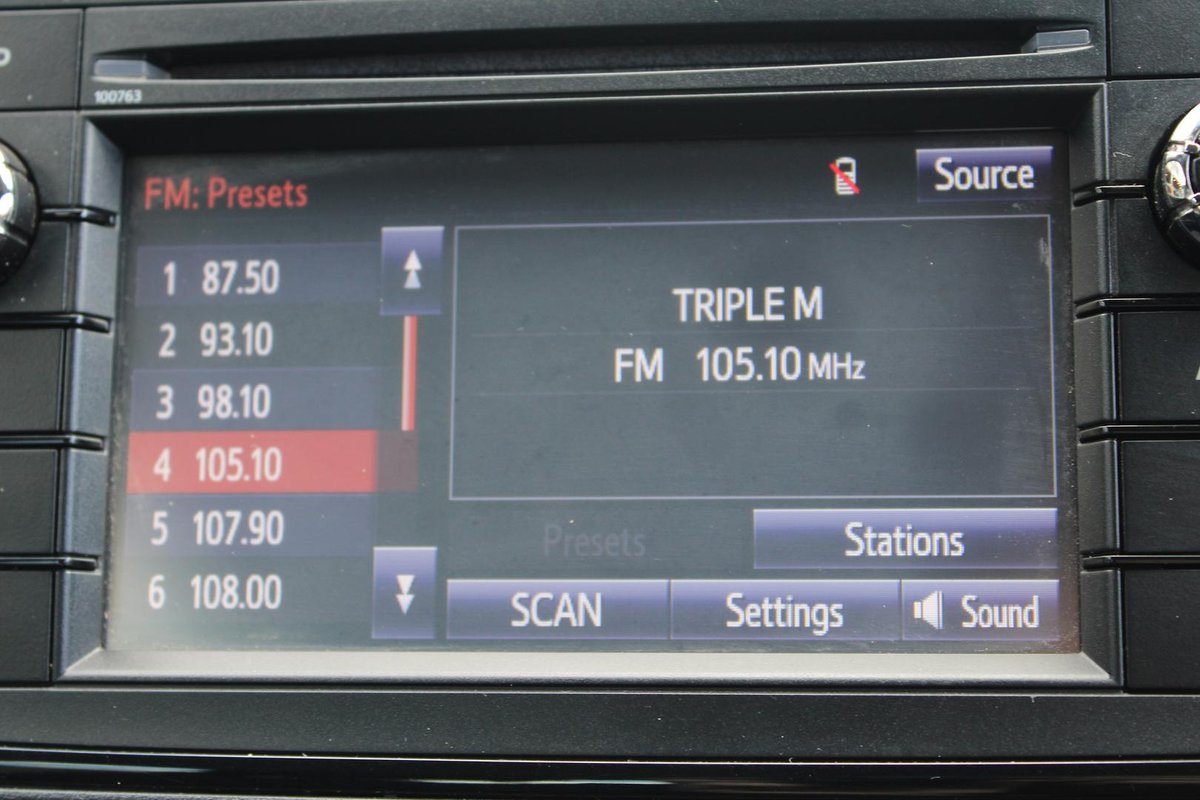 100763
FM: Presets
Source
1 87.50
2 93.10
3 98.10
4 105.10
5 107.90
6 108.00
TRIPLE M
FM 105.10 MHz
Presets
Stations
SCAN
Settings
Sound